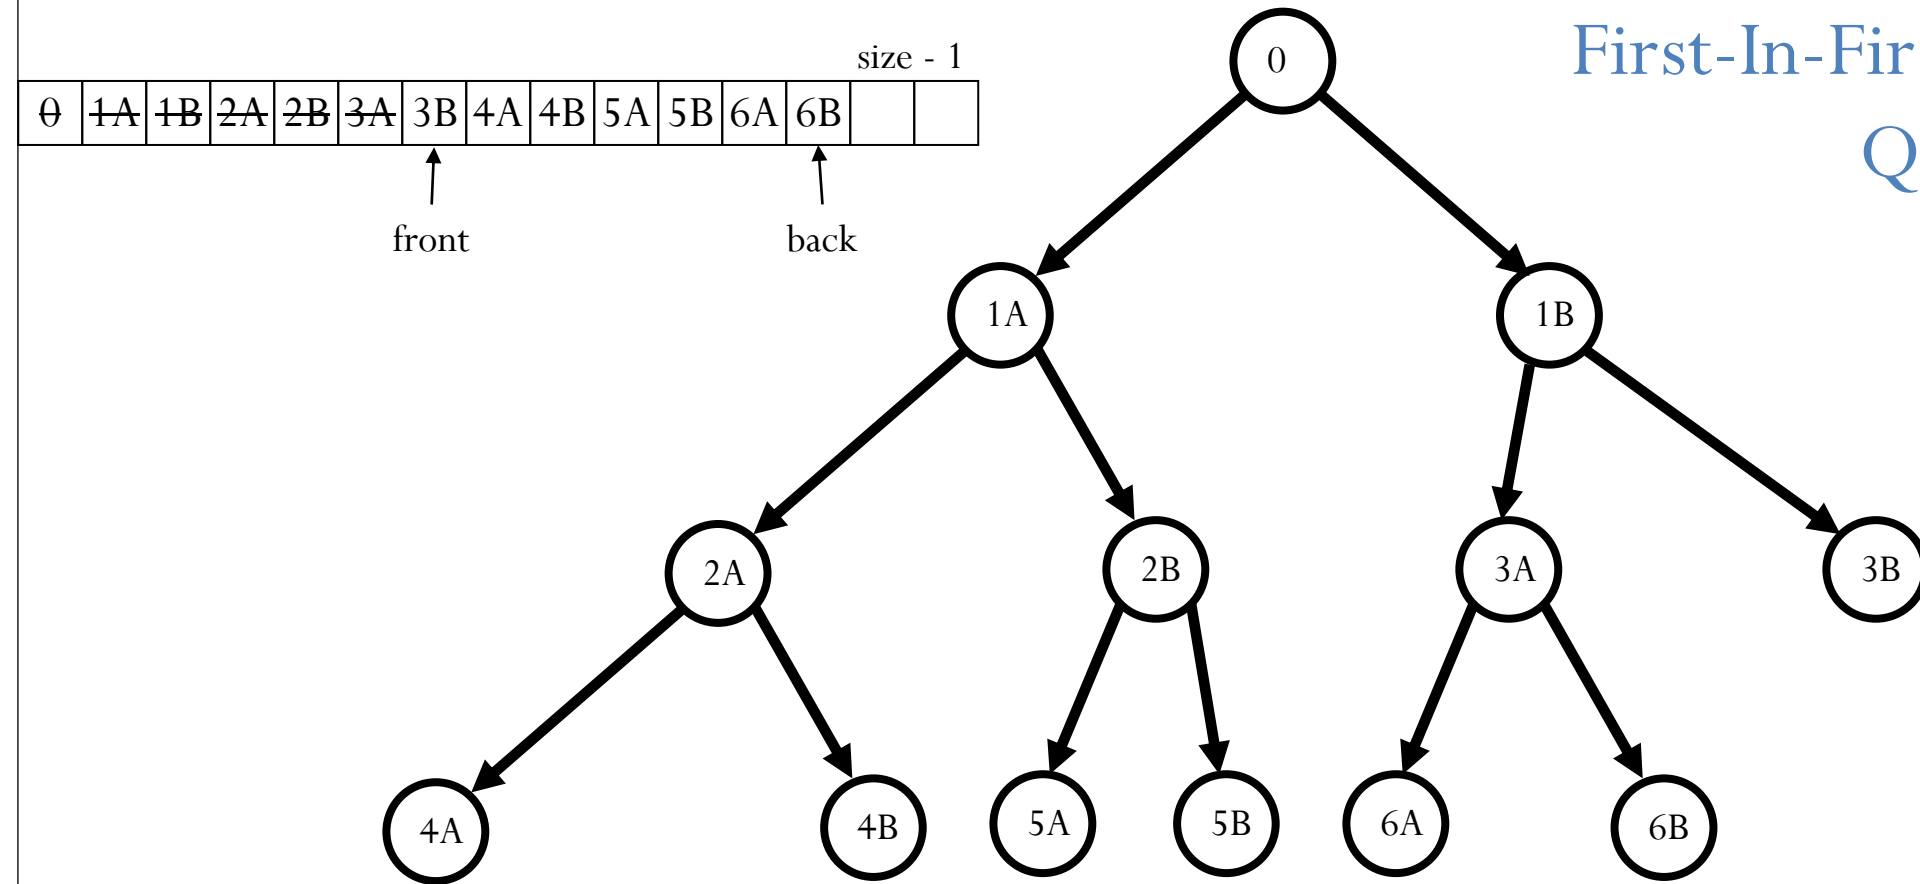 First-In-Fir
Q
size - 1
0 1A 1B 2A 2B 3A 3B 4A 4B 5A 5B 6A 6B
front back
0
1A 1B
2A 2B 3A 3B
4A 4B 5A 5B 6A 6B